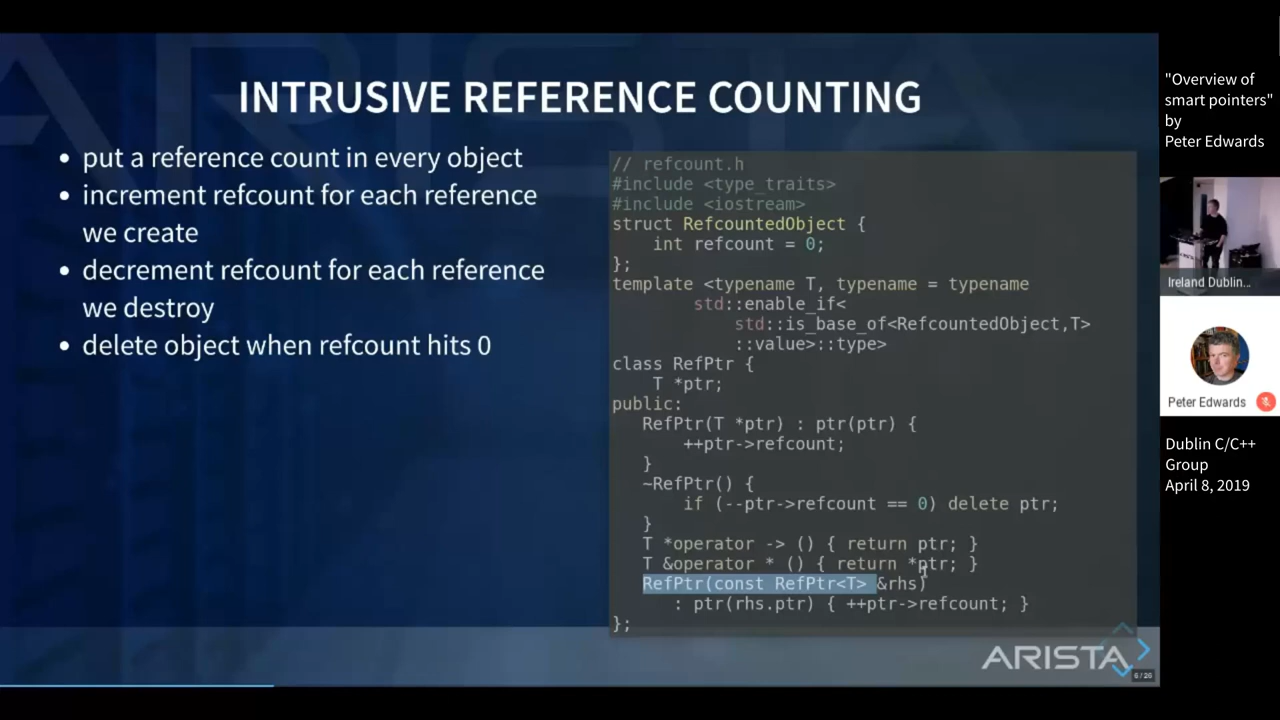 INTRUSIVE REFERENCE COUNTING
• put a reference count in every object
• increment refcount for each reference
we create
• decrement refcount for each reference
we destroy
• delete object when refcount hits 0
// refcount.h
#include <type_traits>
#include <iostream>
struct RefcountedObject {
int refcount = 0;
};
template <typename T, typename = typename
std::enable_if<
std::is_base_of<RefcountedObject,T>
::value>::type>
class RefPtr {
T *ptr;
public:
RefPtr(T *ptr) : ptr(ptr) {
++ptr->refcount;
}
~RefPtr() {
if (--ptr->refcount == 0) delete ptr;
}
T *operator -> () { return ptr; }
T &operator * () { return *ptr; }
RefPtr(const RefPtr<T> &rhs)
: ptr(rhs.ptr) { ++ptr->refcount; }
};
ARISTA
6 / 26
"Overview of
smart pointers"
by
Peter Edwards
Ireland Dublin...
Peter Edwards
Dublin C/C++
Group
April 8, 2019